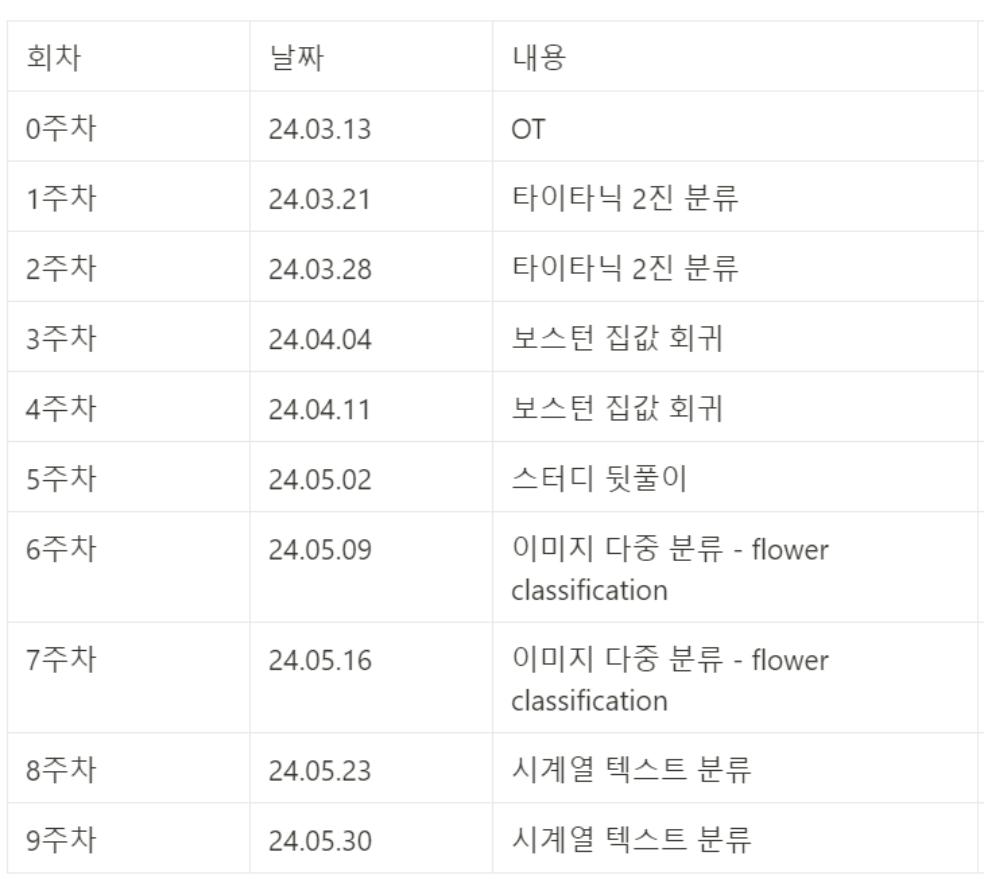 회차 날짜 내용
0주차 24.03.13 OT
1주차 24.03.21 타이타닉 2진 분류
2주차 24.03.28 타이타닉 2진 분류
3주차 24.04.04 보스턴 집값 회귀
4주차 24.04.11 보스턴 집값 회귀
5주차 24.05.02 스터디 뒷풀이
6주차 24.05.09 이미지 다중 분류 - flower
classification
7주차 24.05.16 이미지 다중 분류 - flower
classification
8주차 24.05.23 시계열 텍스트 분류
9주차 24.05.30 시계열 텍스트 분류